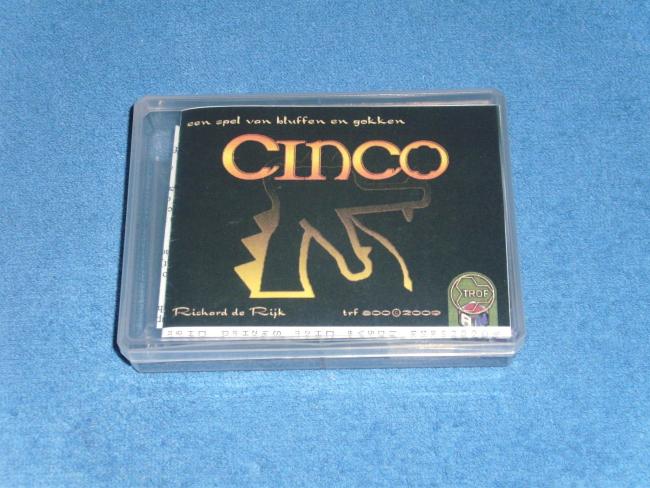 een spel van bluffen en gokken
CINCO
TROF
Richard de Rijk
trf 800©2009